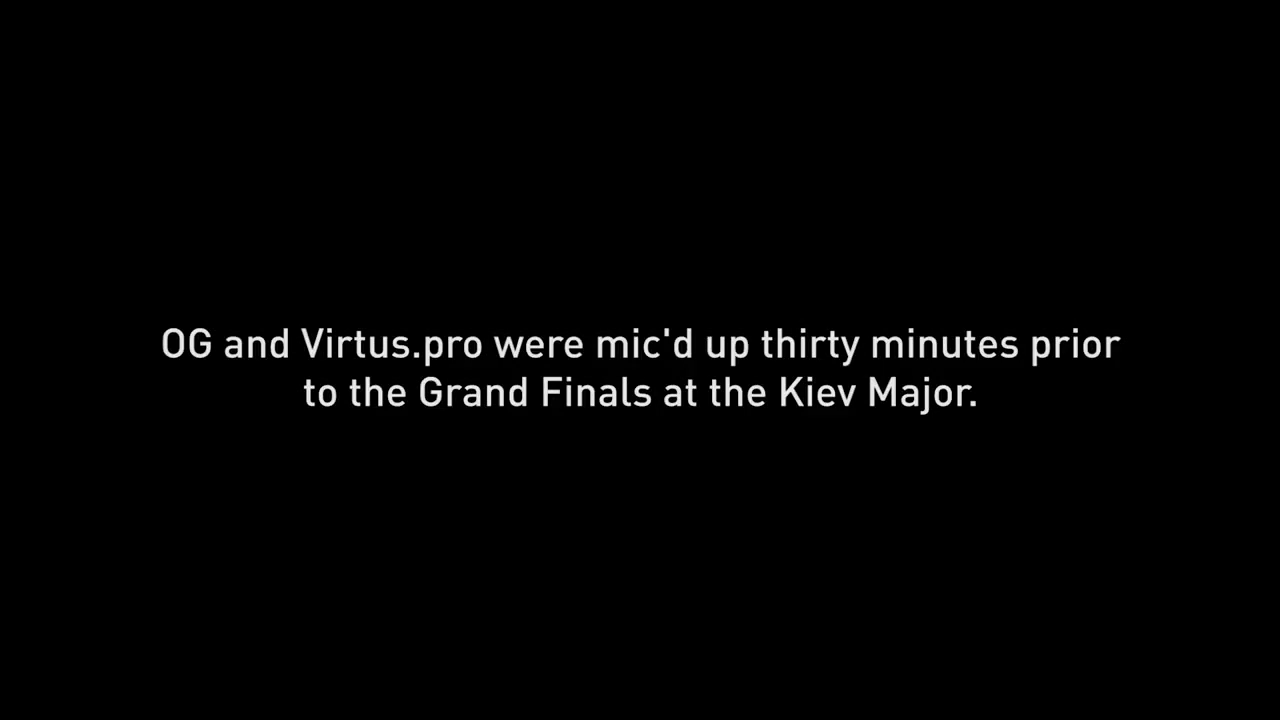 OG and Virtus.pro were mic'd up thirty minutes prior
to the Grand Finals at the Kiev Major.